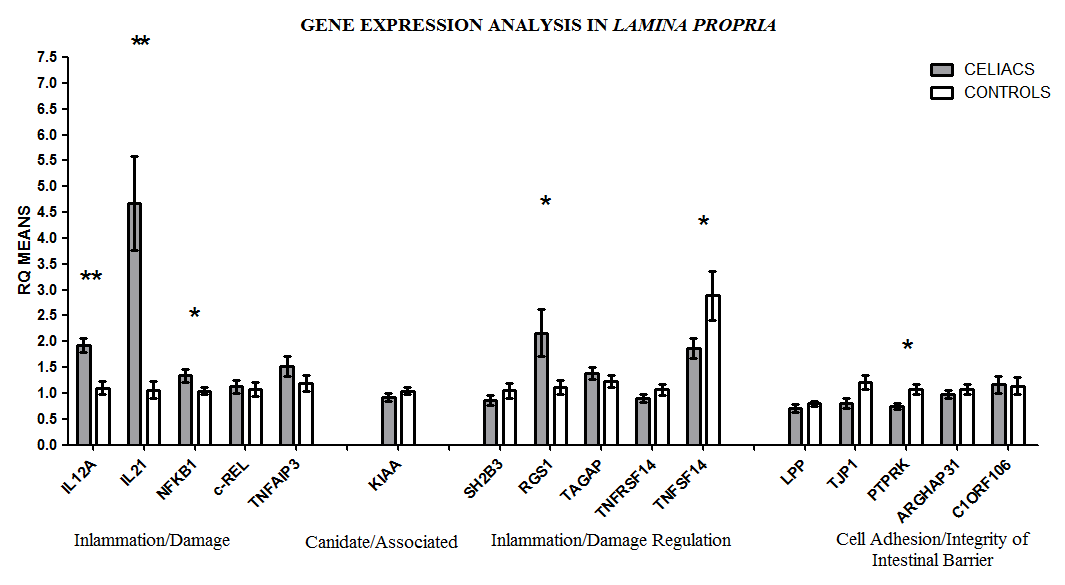 GENE EXPRESSION ANALYSIS IN LAMINA PROPRIA
CELIACS
CONTROLS
RQ MEANS
7.5
7.0
6.5
6.0
5.5
5.0
4.5
4.0
3.5
3.0
2.5
2.0
1.5
1.0
0.5
0.0
**
**
*
*
*
*
IL12A
IL21
NFKB1
c-REL
TNFAIP3
KIAA
SH2B3
RGS1
TAGAP
TNFRSF14
TNFSF14
LPP
TJP1
PTPRK
ARGHAP31
C1ORF106
Inlammation/Damage
Canidate/Associated
Inlammation/Damage Regulation
Cell Adhesion/Integrity of
Intestinal Barrier